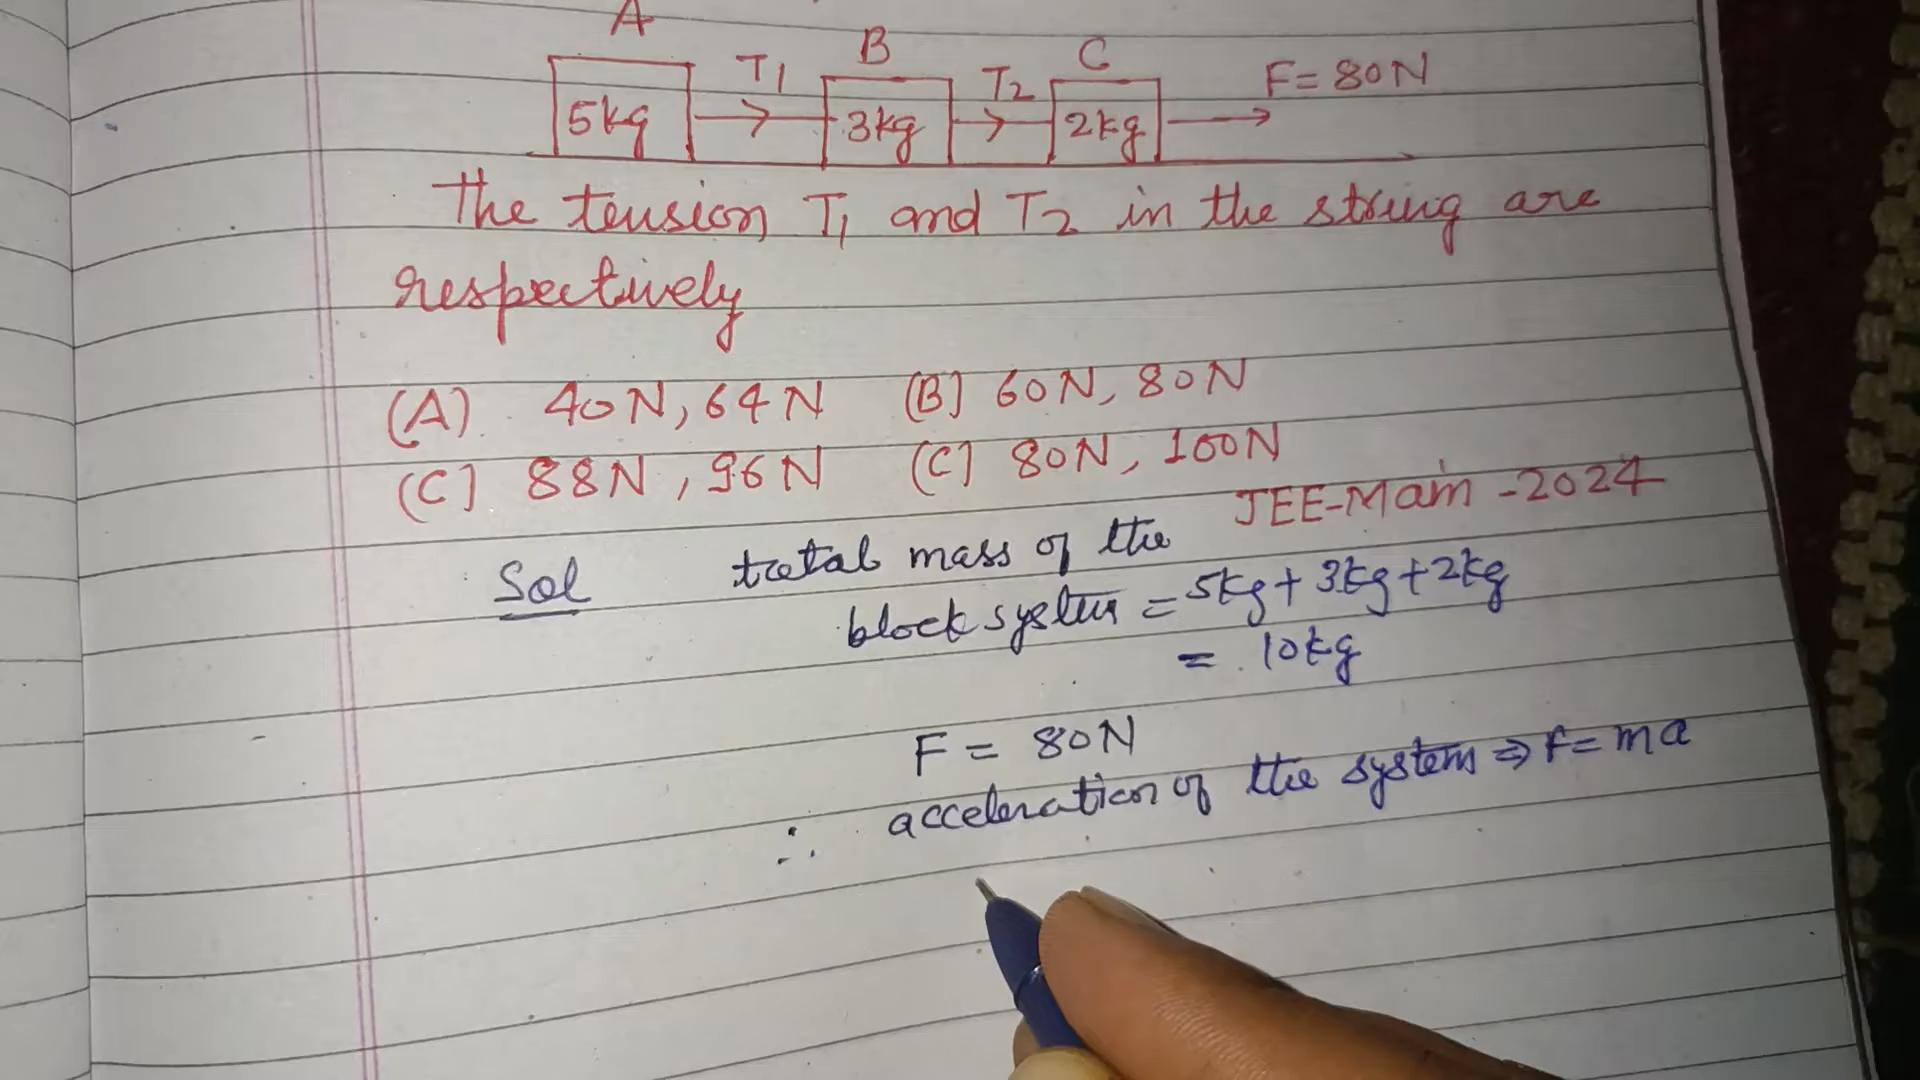 A
B
C
T1
T2
F = 80N
5kg
3kg
2kg
The tension T1 and T2 in the string are
respectively
(A) 40N, 64N (B) 60N, 80N
(C) 88N, 96N (C) 80N, 100N
JEE-Main -2024
Sol total mass of the
block system = 5kg + 3kg + 2kg
= 10kg
F = 80N
∴ acceleration of the system ⇒ F = ma